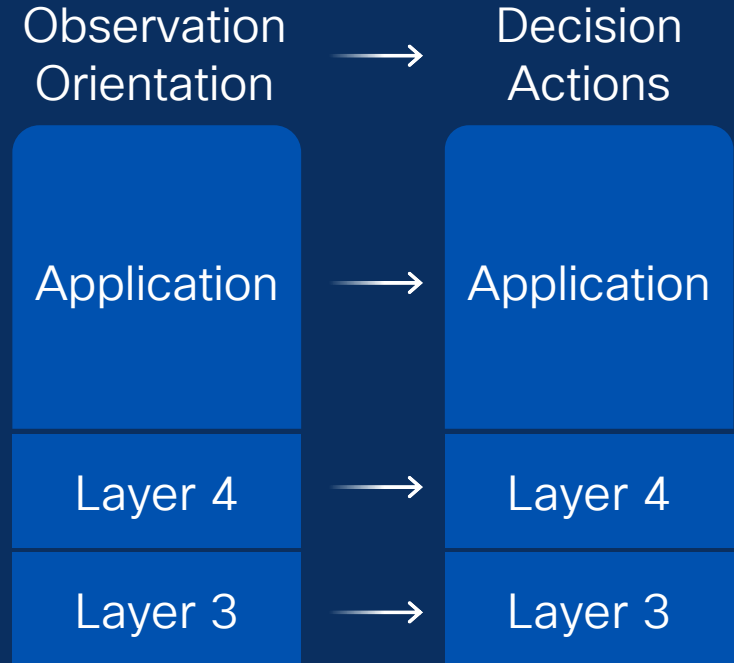 Observation
Orientation
Decision
Actions
Application
Application
Layer 4
Layer 4
Layer 3
Layer 3